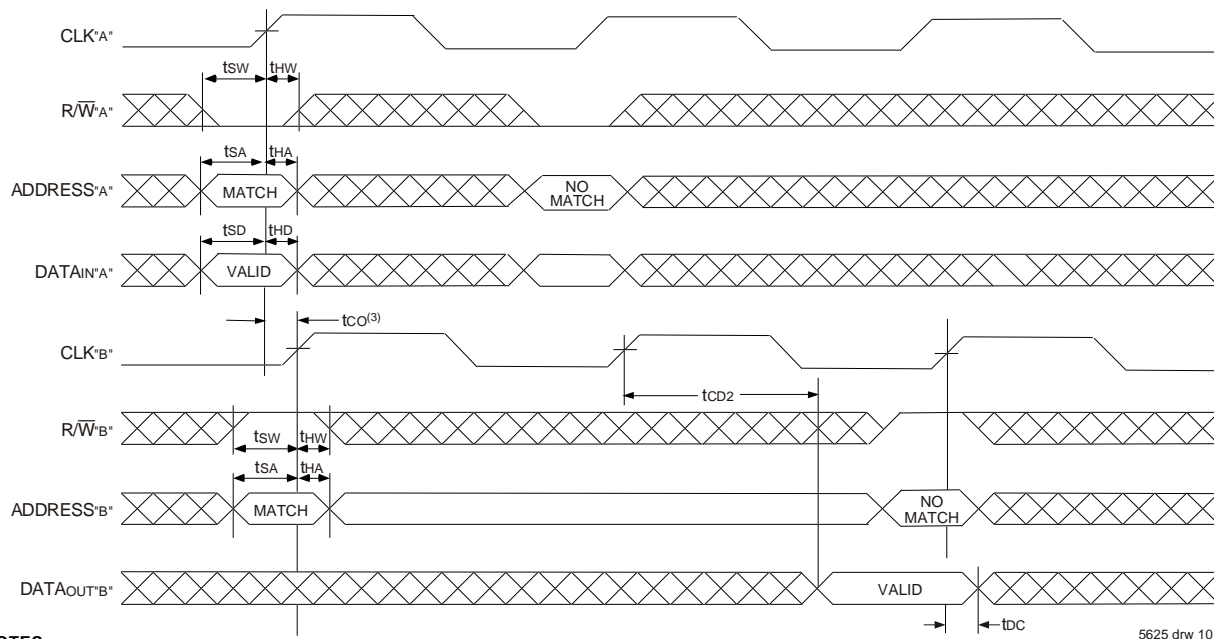 CLK"A"
tSW tHW
R/W̅"A"
tSA tHA
ADDRESS"A" MATCH NO MATCH
tSD tHD
DATAIN"A" VALID
tCO(3)
CLK"B"
tCD2
R/W̅"B"
tSW tHW
tSA tHA
ADDRESS"B" MATCH NO MATCH
DATAOUT"B" VALID
tDC
5625 drw 10